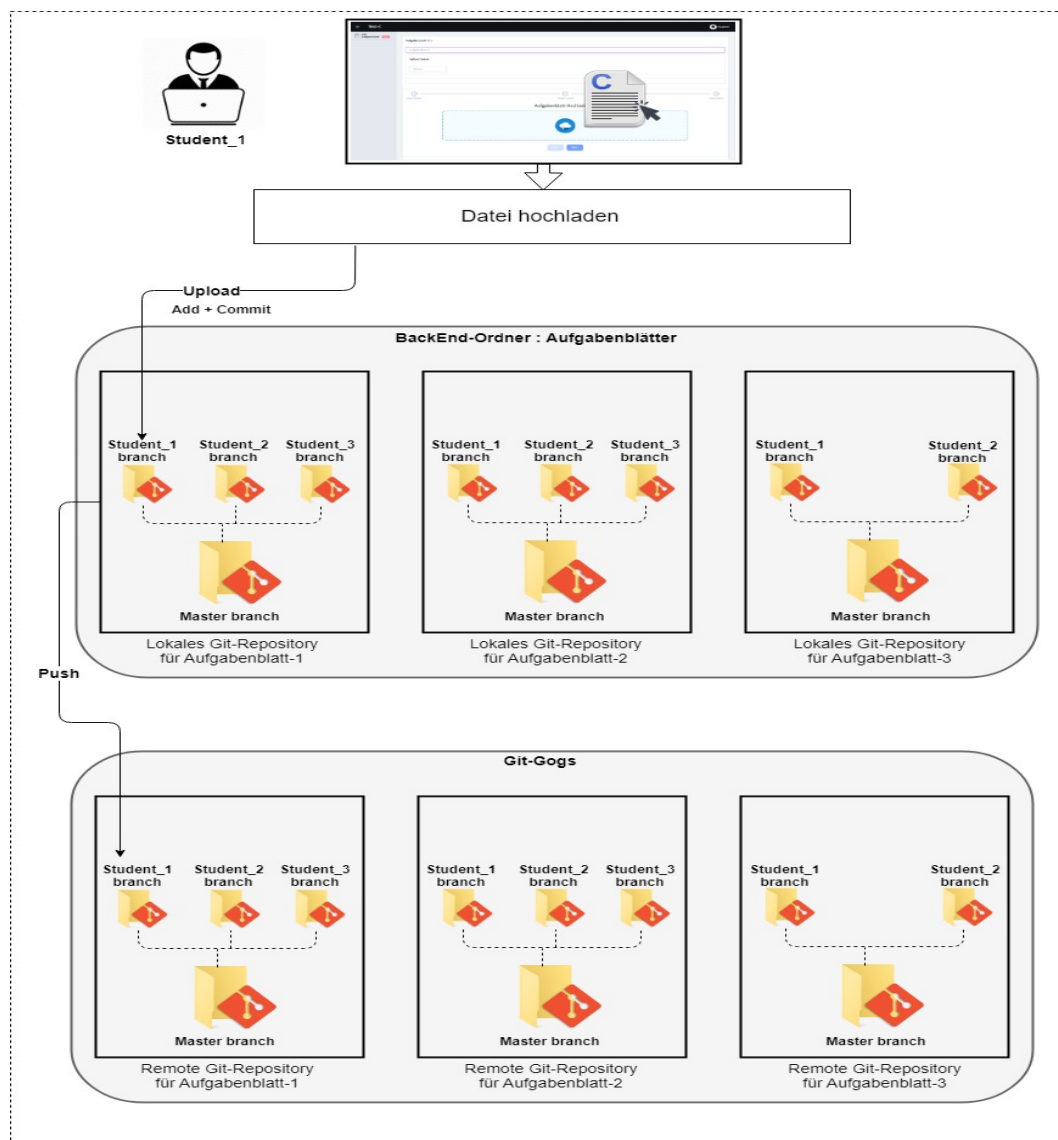 C
Student_1
Datei hochladen
Upload
Add + Commit
BackEnd-Ordner : Aufgabenblätter
Student_1
branch
Student_2
branch
Student_3
branch
Master branch
Lokales Git-Repository
für Aufgabenblatt-1
Student_1
branch
Student_2
branch
Student_3
branch
Master branch
Lokales Git-Repository
für Aufgabenblatt-2
Student_1
branch
Student_2
branch
Master branch
Lokales Git-Repository
für Aufgabenblatt-3
Push
Git-Gogs
Student_1
branch
Student_2
branch
Student_3
branch
Master branch
Remote Git-Repository
für Aufgabenblatt-1
Student_1
branch
Student_2
branch
Student_3
branch
Master branch
Remote Git-Repository
für Aufgabenblatt-2
Student_1
branch
Student_2
branch
Master branch
Remote Git-Repository
für Aufgabenblatt-3